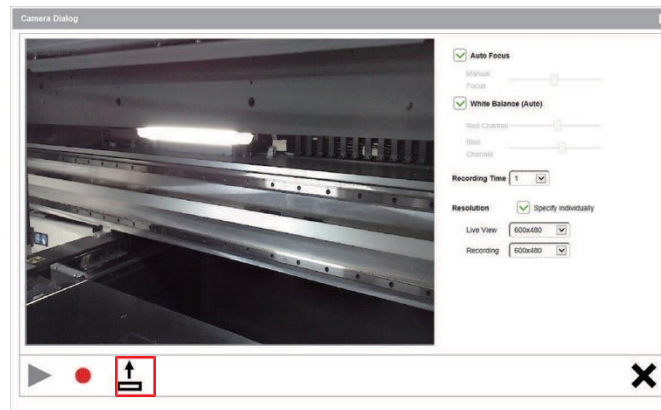 Camera Dialog
Auto Focus
Manual
Focus
White Balance (Auto)
Red Channel
Blue
Channel
Recording Time 1
Resolution Specify individually
Live View 600x480
Recording 600x480